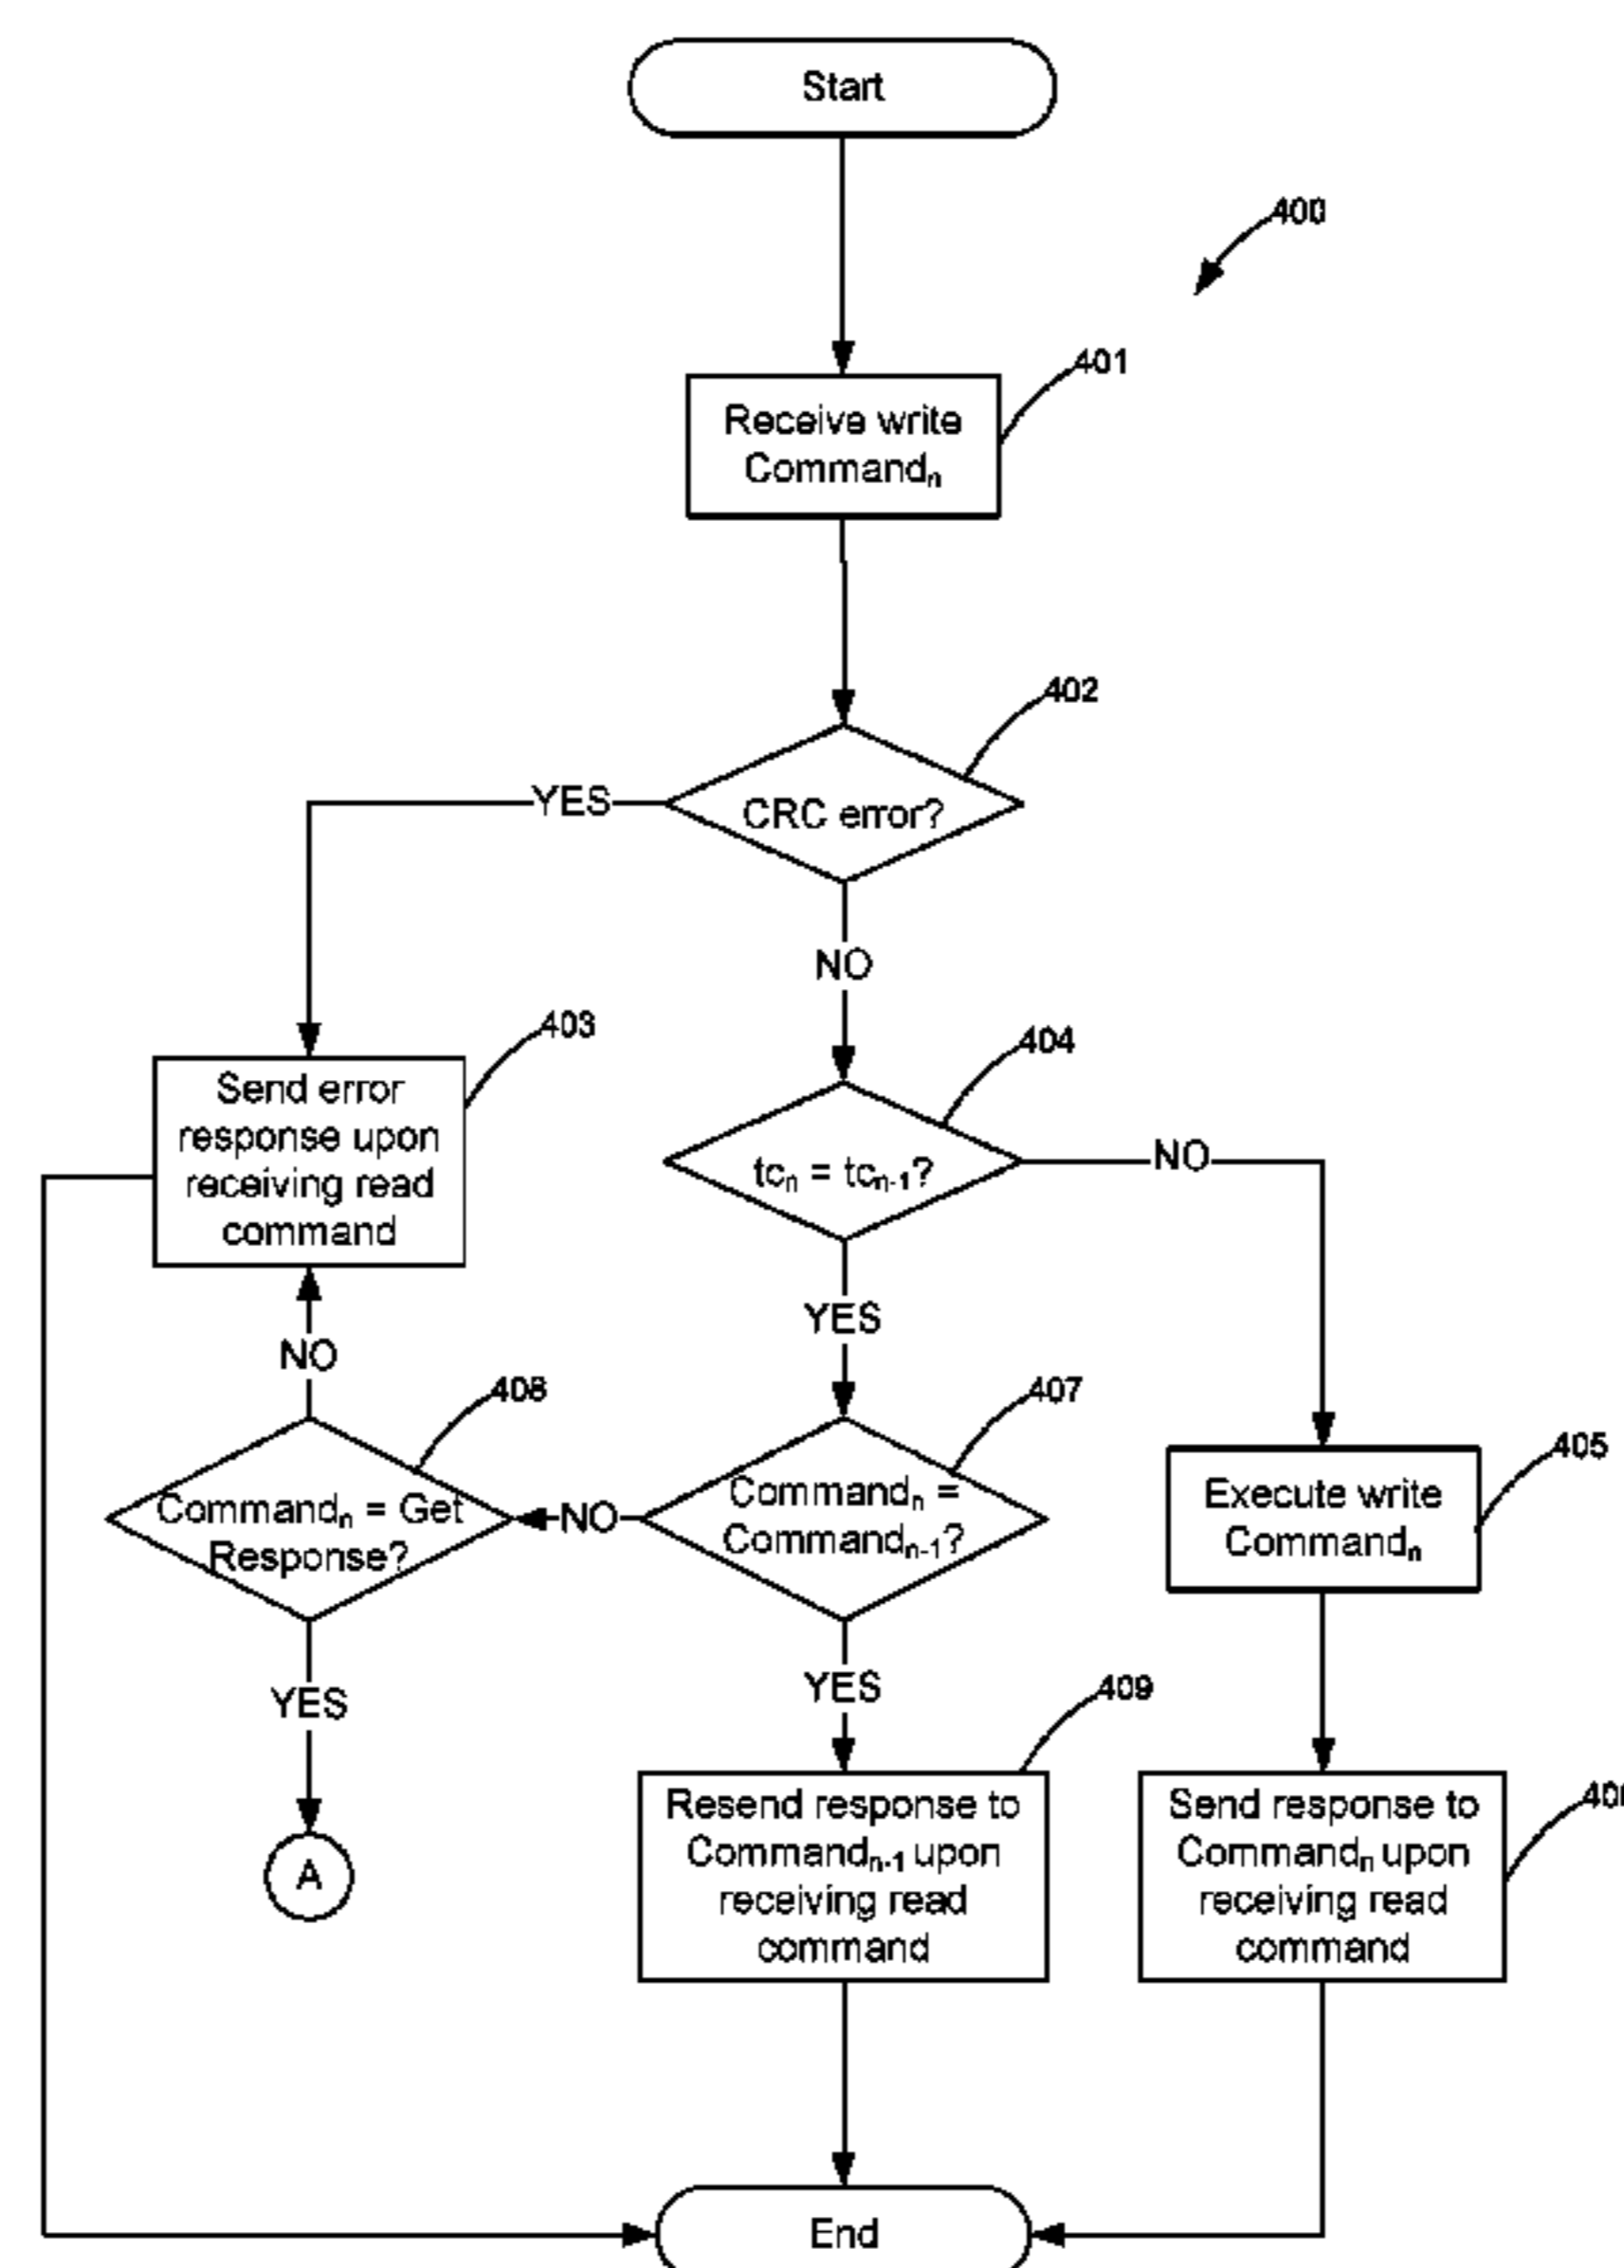 Start
400
401
Receive write
Commandₙ
402
YES
CRC error?
NO
403
404
Send error
response upon
receiving read
command
tcₙ = tcₙ₋₁?
NO
YES
NO
408
407
405
Commandₙ = Get
Response?
NO
Commandₙ =
Commandₙ₋₁?
Execute write
Commandₙ
YES
YES
409
A
Resend response to
Commandₙ₋₁ upon
receiving read
command
Send response to
Commandₙ upon
receiving read
command
End